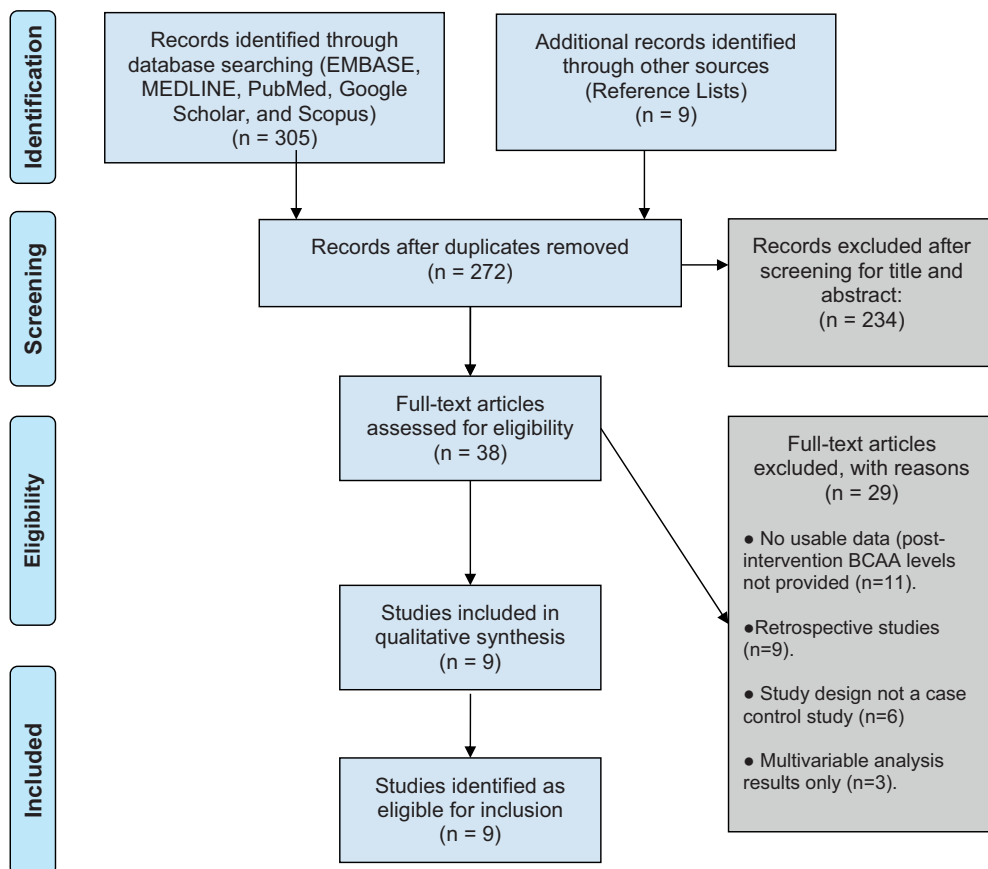 Identification
Records identified through
database searching (EMBASE,
MEDLINE, PubMed, Google
Scholar, and Scopus)
(n = 305)
Additional records identified
through other sources
(Reference Lists)
(n = 9)
Screening
Records after duplicates removed
(n = 272)
Records excluded after
screening for title and
abstract:
(n = 234)
Full-text articles
assessed for eligibility
(n = 38)
Eligibility
Full-text articles
excluded, with reasons
(n = 29)
● No usable data (post-
intervention BCAA levels
not provided (n=11).
●Retrospective studies
(n=9).
● Study design not a case
control study (n=6)
● Multivariable analysis
results only (n=3).
Studies included in
qualitative synthesis
(n = 9)
Included
Studies identified as
eligible for inclusion
(n = 9)